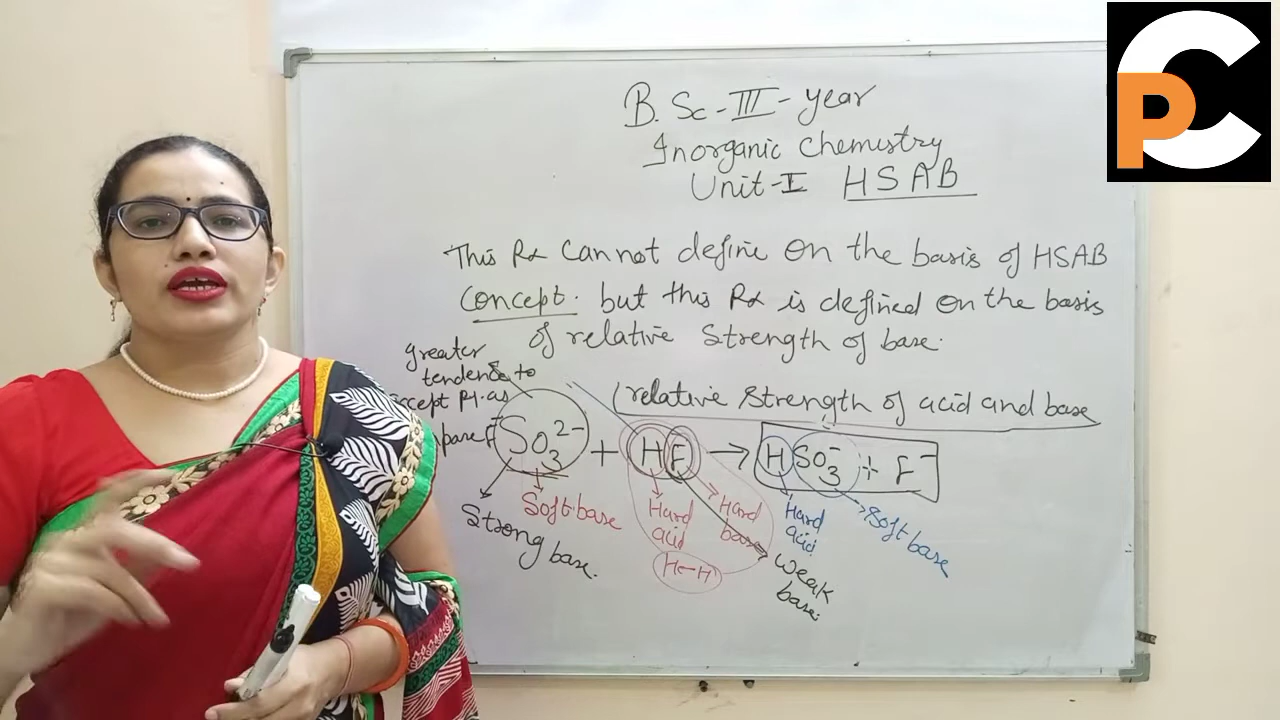 B.Sc-III-year
Inorganic Chemistry
Unit-I HSAB
This Rx Cannot define on the basis of HSAB
Concept. but this Rx is defined on the basis
of relative Strength of base.
greater
tendence to
accept pt. as
(relative Strength of acid and base
SO3^2- + HF → HSO3^- + F^-
Soft base
Hard
acid
Hard
base
Hard
acid
Soft base
Strong base.
H-H
Weak
base.
PC